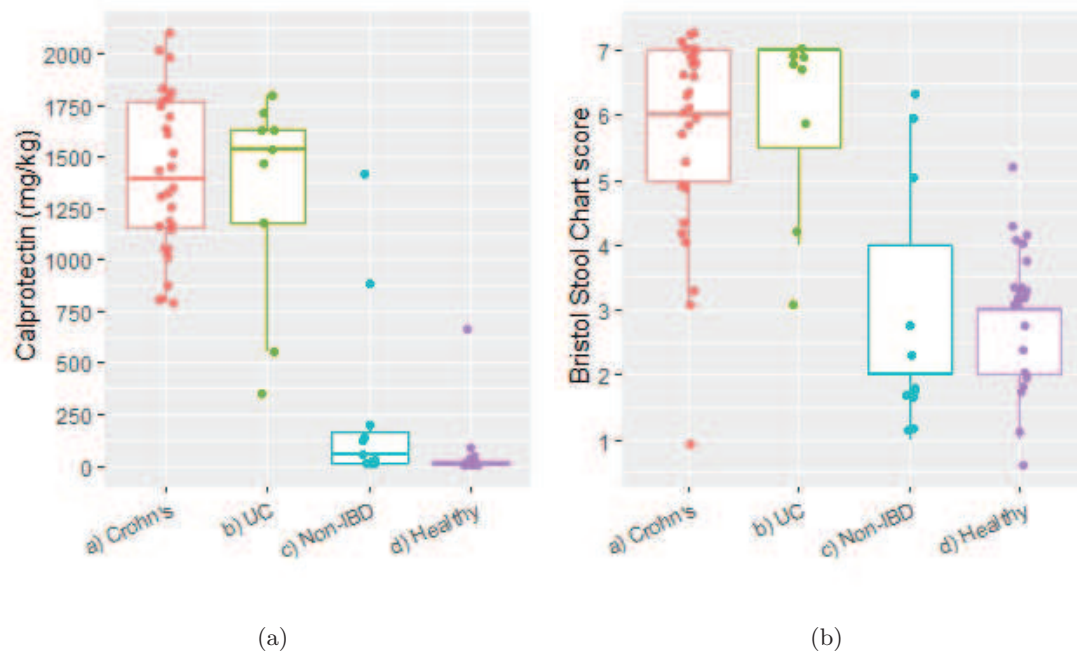 Calprotectin (mg/kg)
2000
1750
1500
1250
1000
750
500
250
0
a) Crohn's
b) UC
c) Non-IBD
d) Healthy
(a)
Bristol Stool Chart score
7
6
5
4
3
2
1
a) Crohn's
b) UC
c) Non-IBD
d) Healthy
(b)